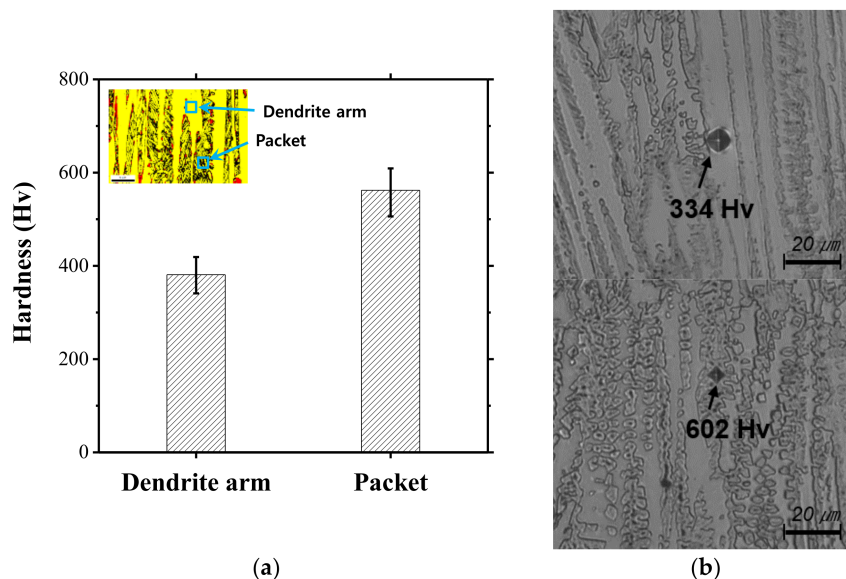 800
600
400
200
0
Hardness (Hv)
Dendrite arm
Packet
Dendrite arm
Packet
(a)
334 Hv
20 μm
602 Hv
20 μm
(b)